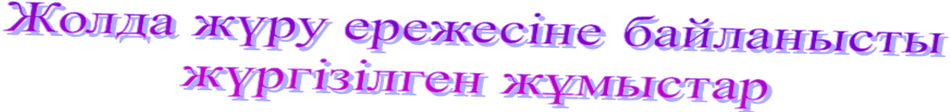 Жолда жүру ережесіне байланысты
жүргізілген жұмыстар